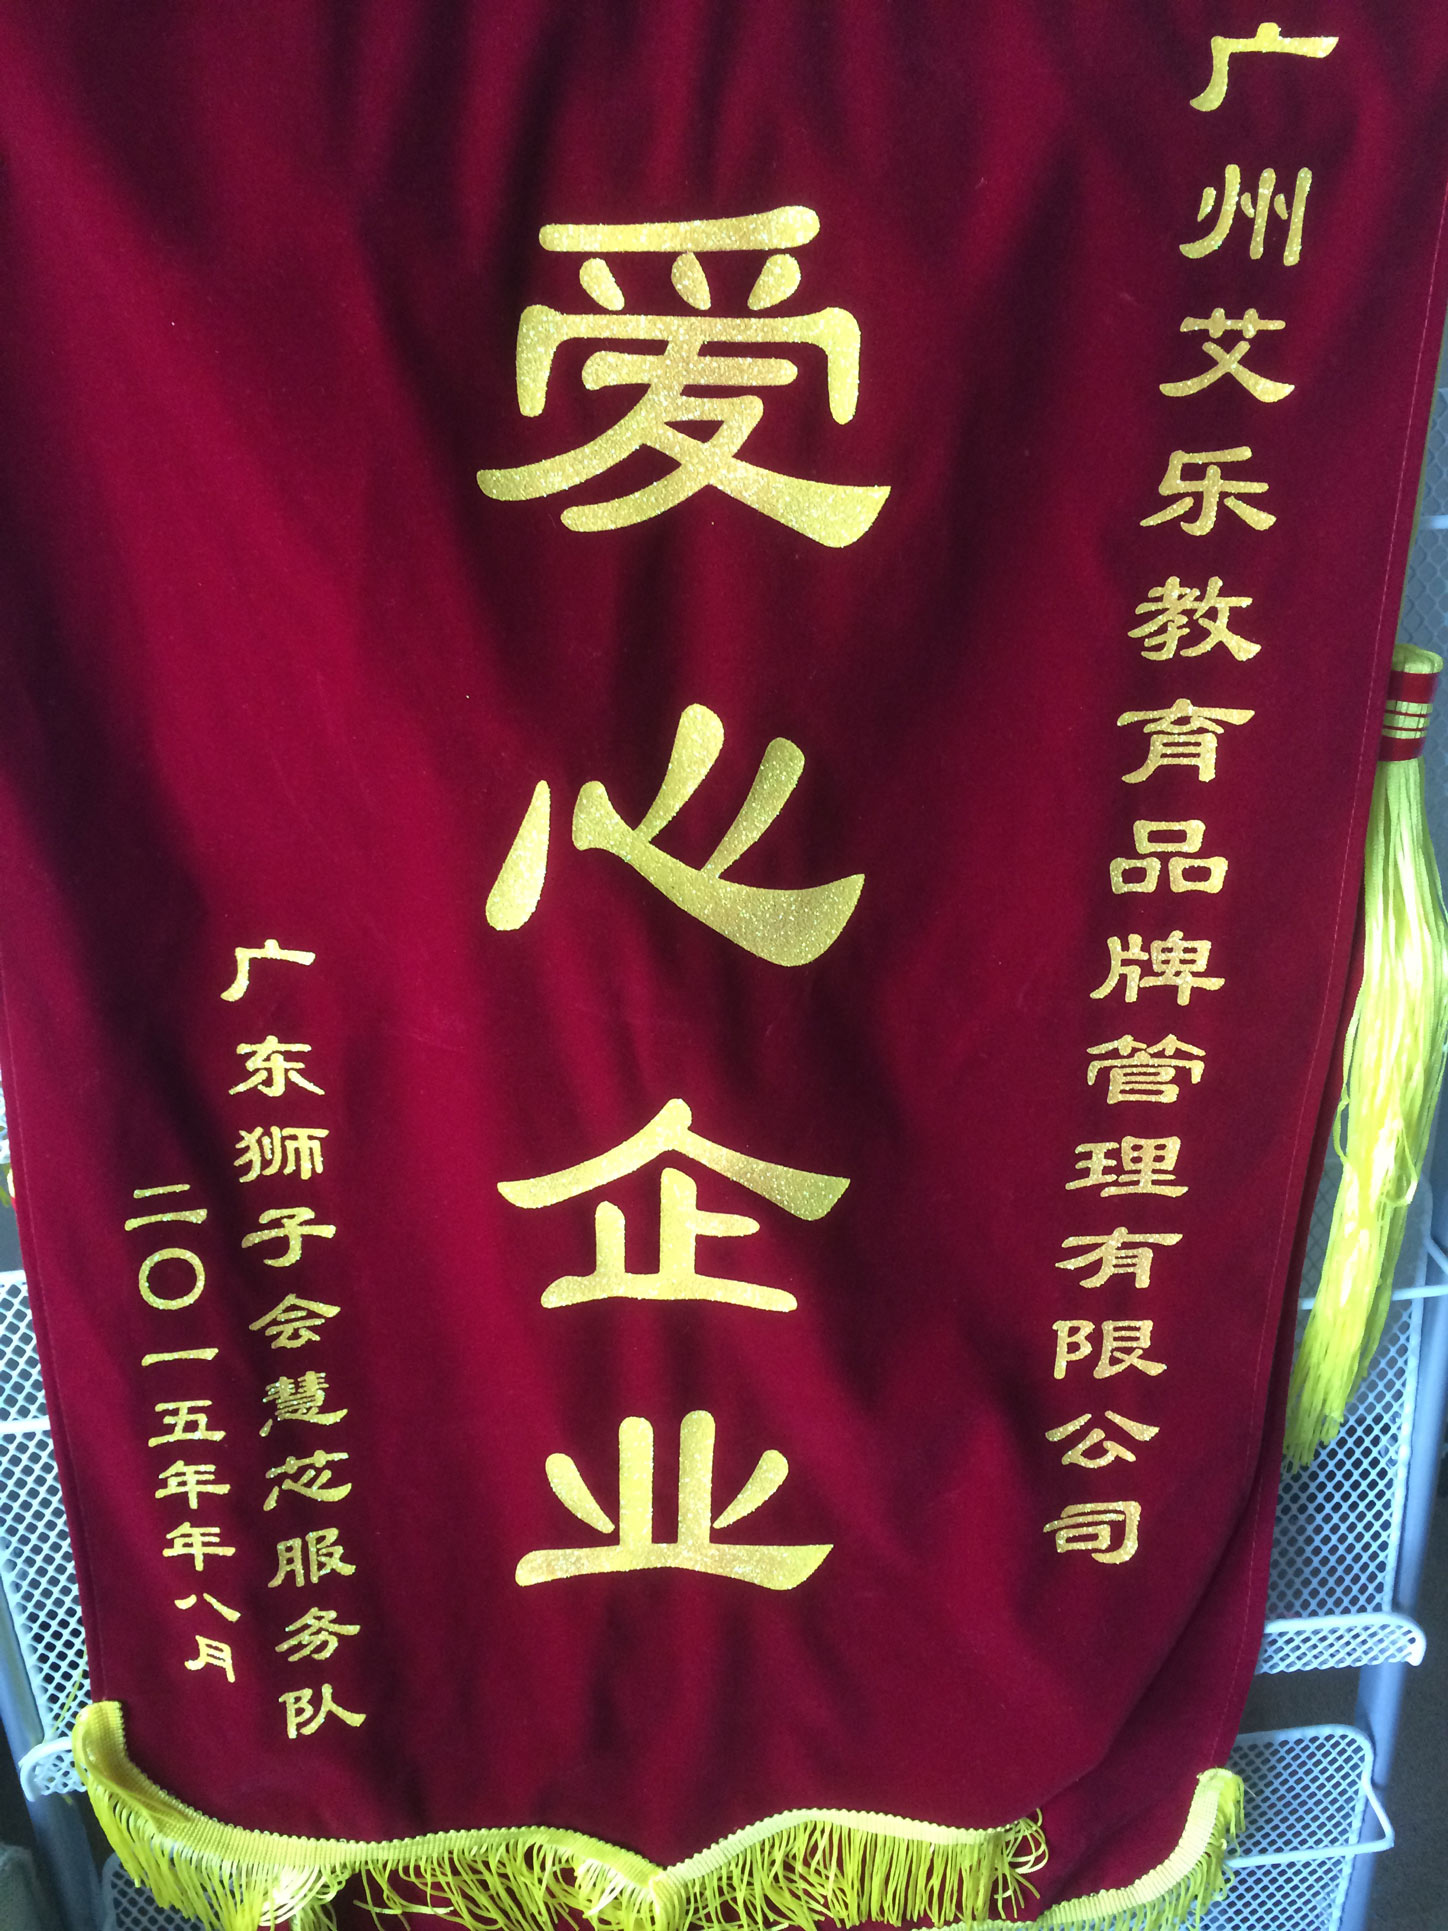 广州艾乐教育品牌管理有限公司
爱心企业
广东狮子会慧芯服务队
二〇一五年年八月